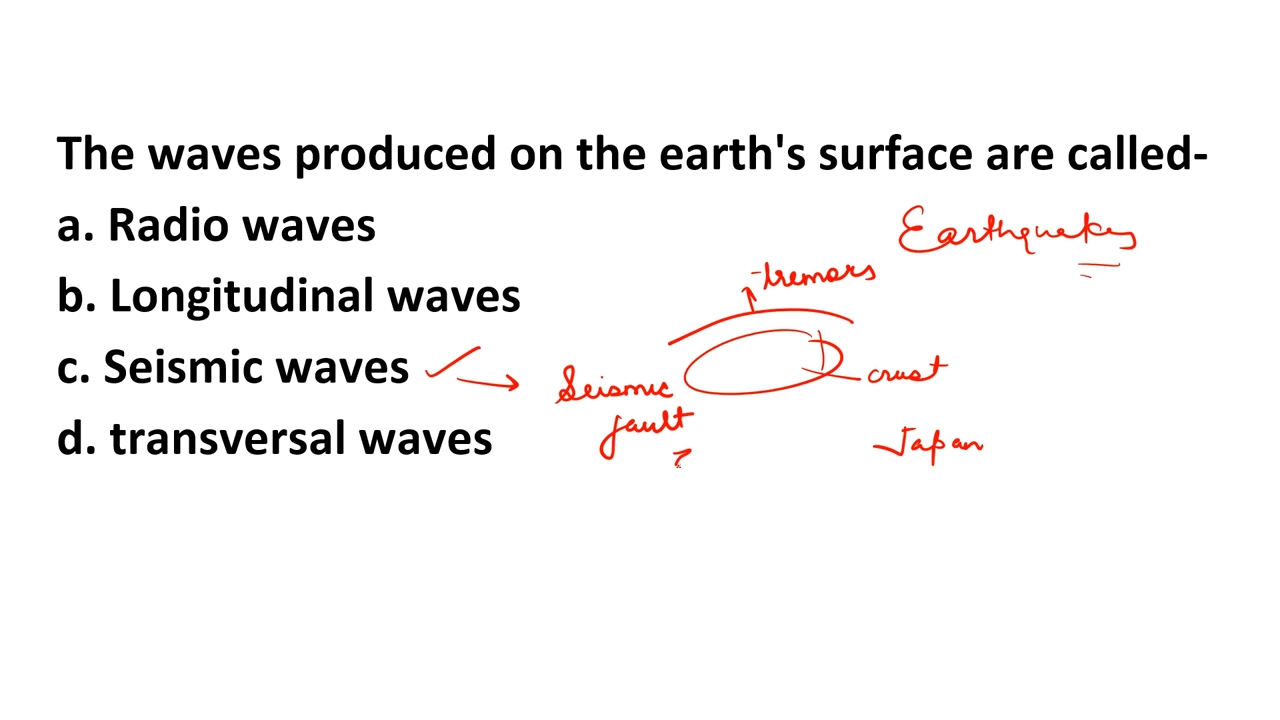 The waves produced on the earth's surface are called-
a. Radio waves
Earthquakes
tremors
b. Longitudinal waves
c. Seismic waves
Seismic
fault
crust
d. transversal waves
Japan